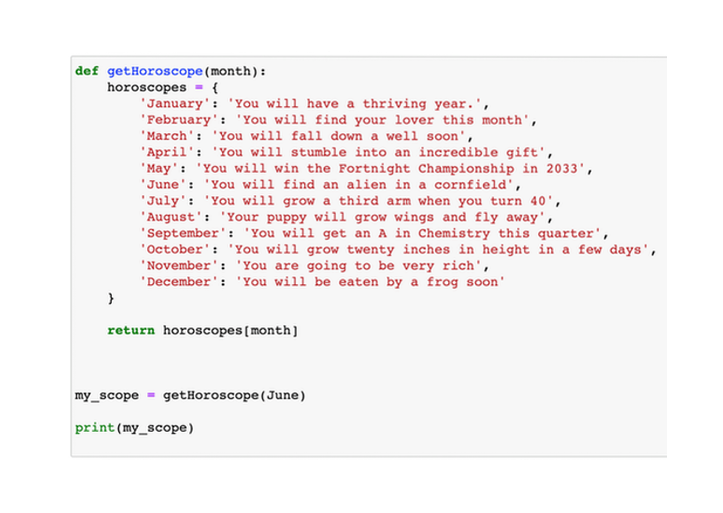 def getHoroscope(month):
    horoscopes = {
        'January': 'You will have a thriving year.',
        'February': 'You will find your lover this month',
        'March': 'You will fall down a well soon',
        'April': 'You will stumble into an incredible gift',
        'May': 'You will win the Fortnight Championship in 2033',
        'June': 'You will find an alien in a cornfield',
        'July': 'You will grow a third arm when you turn 40',
        'August': 'Your puppy will grow wings and fly away',
        'September': 'You will get an A in Chemistry this quarter',
        'October': 'You will grow twenty inches in height in a few days',
        'November': 'You are going to be very rich',
        'December': 'You will be eaten by a frog soon'
    }
    return horoscopes[month]
my_scope = getHoroscope(June)
print(my_scope)